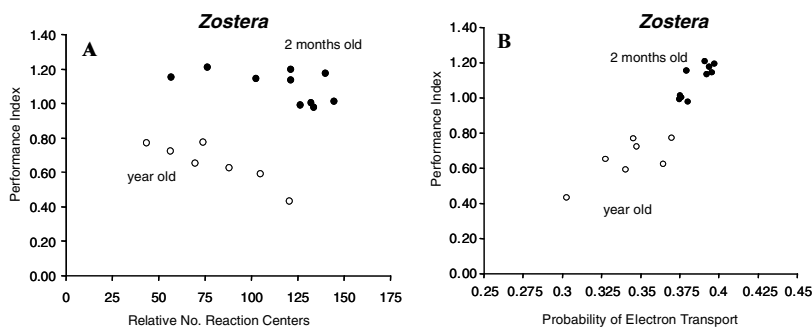 Zostera
A
2 months old
year old
Performance Index
1.40
1.20
1.00
0.80
0.60
0.40
0.20
0.00
0 25 50 75 100 125 150 175
Relative No. Reaction Centers
Zostera
B
2 months old
year old
Performance Index
1.40
1.20
1.00
0.80
0.60
0.40
0.20
0.00
0.25 0.275 0.3 0.325 0.35 0.375 0.4 0.425 0.45
Probability of Electron Transport